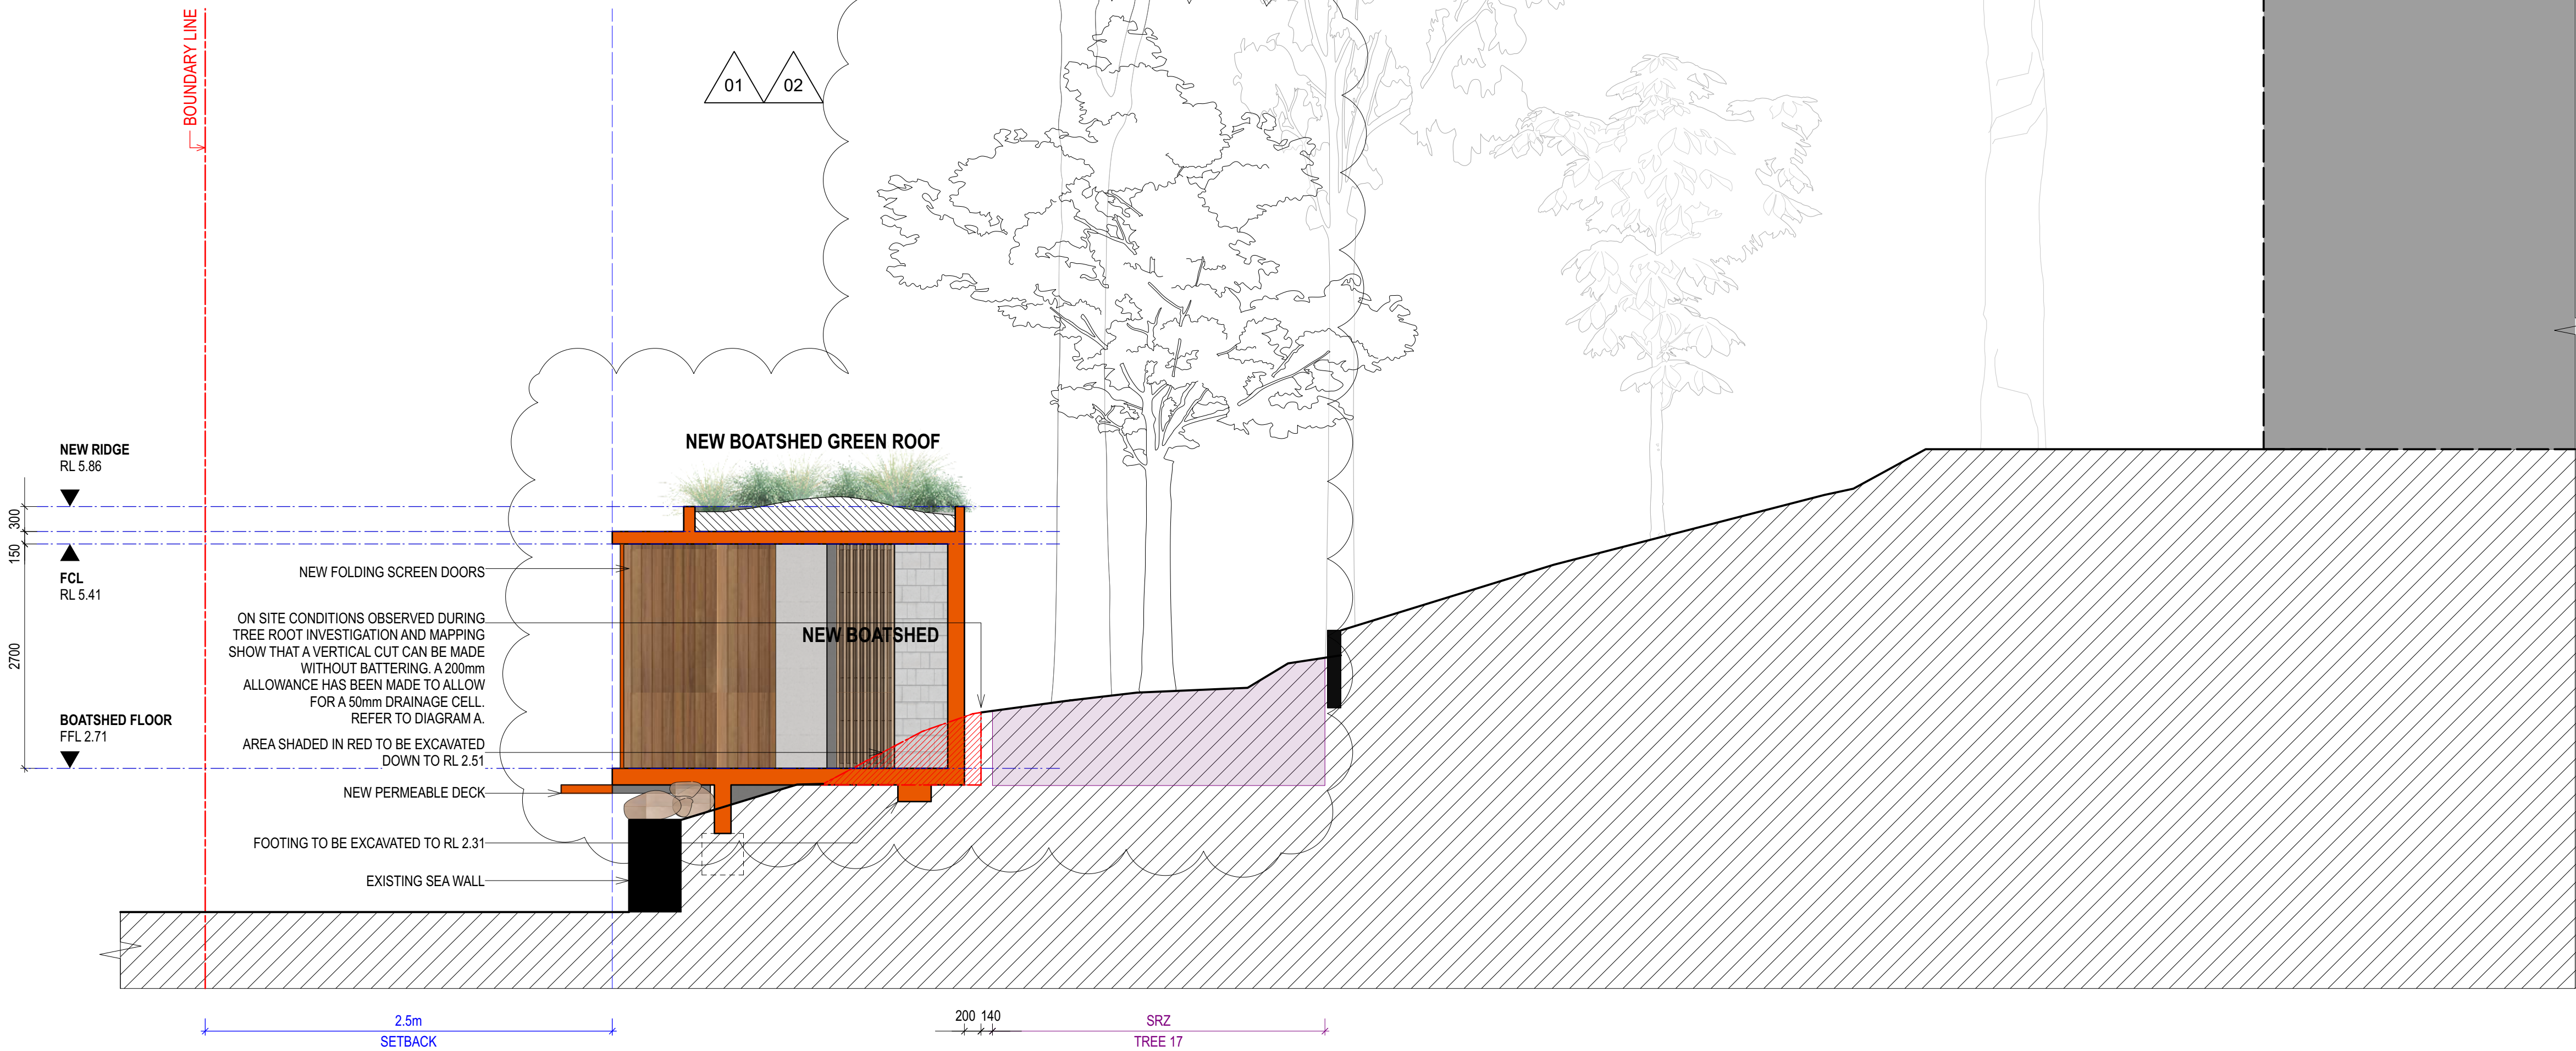 BOUNDARY LINE
01
02
NEW BOATSHED GREEN ROOF
NEW RIDGE
RL 5.86
300
150
FCL
RL 5.41
2700
BOATSHED FLOOR
FFL 2.71
NEW FOLDING SCREEN DOORS
ON SITE CONDITIONS OBSERVED DURING
TREE ROOT INVESTIGATION AND MAPPING
SHOW THAT A VERTICAL CUT CAN BE MADE
WITHOUT BATTERING. A 200mm
ALLOWANCE HAS BEEN MADE TO ALLOW
FOR A 50mm DRAINAGE CELL.
REFER TO DIAGRAM A.
NEW BOATSHED
AREA SHADED IN RED TO BE EXCAVATED
DOWN TO RL 2.51
NEW PERMEABLE DECK
FOOTING TO BE EXCAVATED TO RL 2.31
EXISTING SEA WALL
2.5m
SETBACK
200
140
SRZ
TREE 17